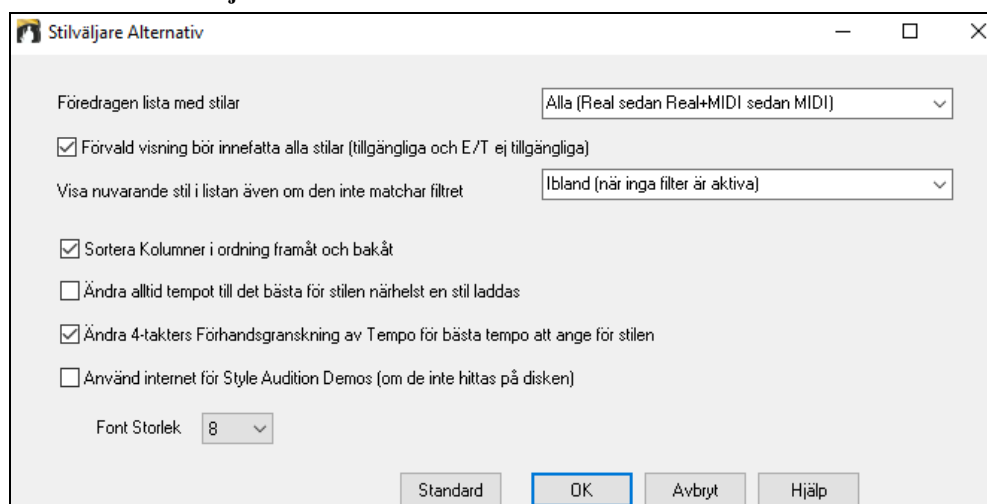 Stilväljare Alternativ
Föredragen lista med stilar
Alla (Real sedan Real+MIDI sedan MIDI)
Förvald visning bör innefatta alla stilar (tillgängliga och E/T ej tillgängliga)
Visa nuvarande stil i listan även om den inte matchar filtret
Ibland (när inga filter är aktiva)
Sortera Kolumner i ordning framåt och bakåt
Ändra alltid tempot till det bästa för stilen närhelst en stil laddas
Ändra 4-takters Förhandsgranskning av Tempo för bästa tempo att ange för stilen
Använd internet för Style Audition Demos (om de inte hittas på disken)
Font Storlek 8
Standard OK Avbryt Hjälp